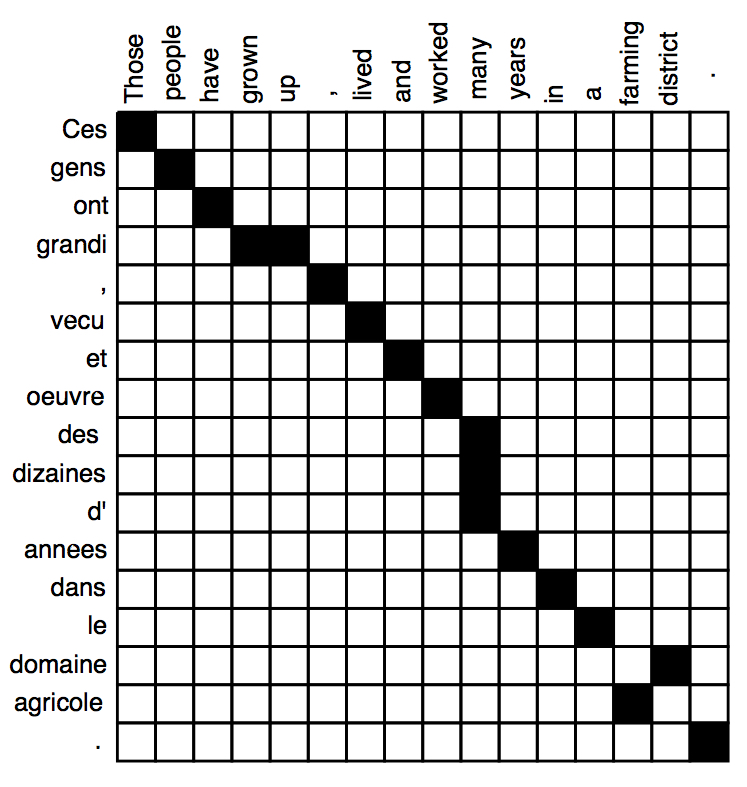 Those people have grown up , lived and worked many years in a farming district .
Ces
gens
ont
grandi
,
vecu
et
oeuvre
des
dizaines
d'
annees
dans
le
domaine
agricole
.